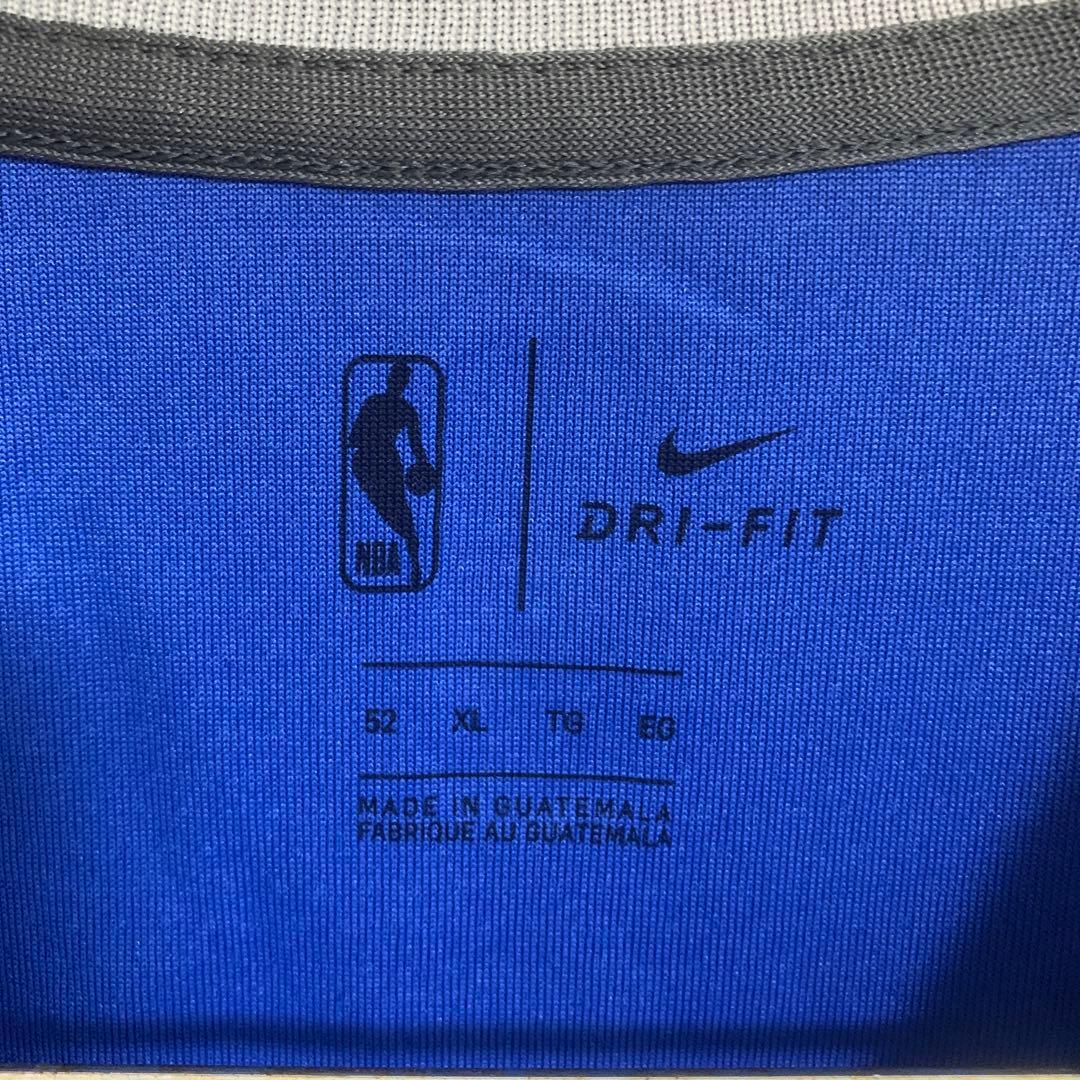 NBA
DRI-FIT
52 XL TG EG
MADE IN GUATEMALA
FABRIQUE AU GUATEMALA